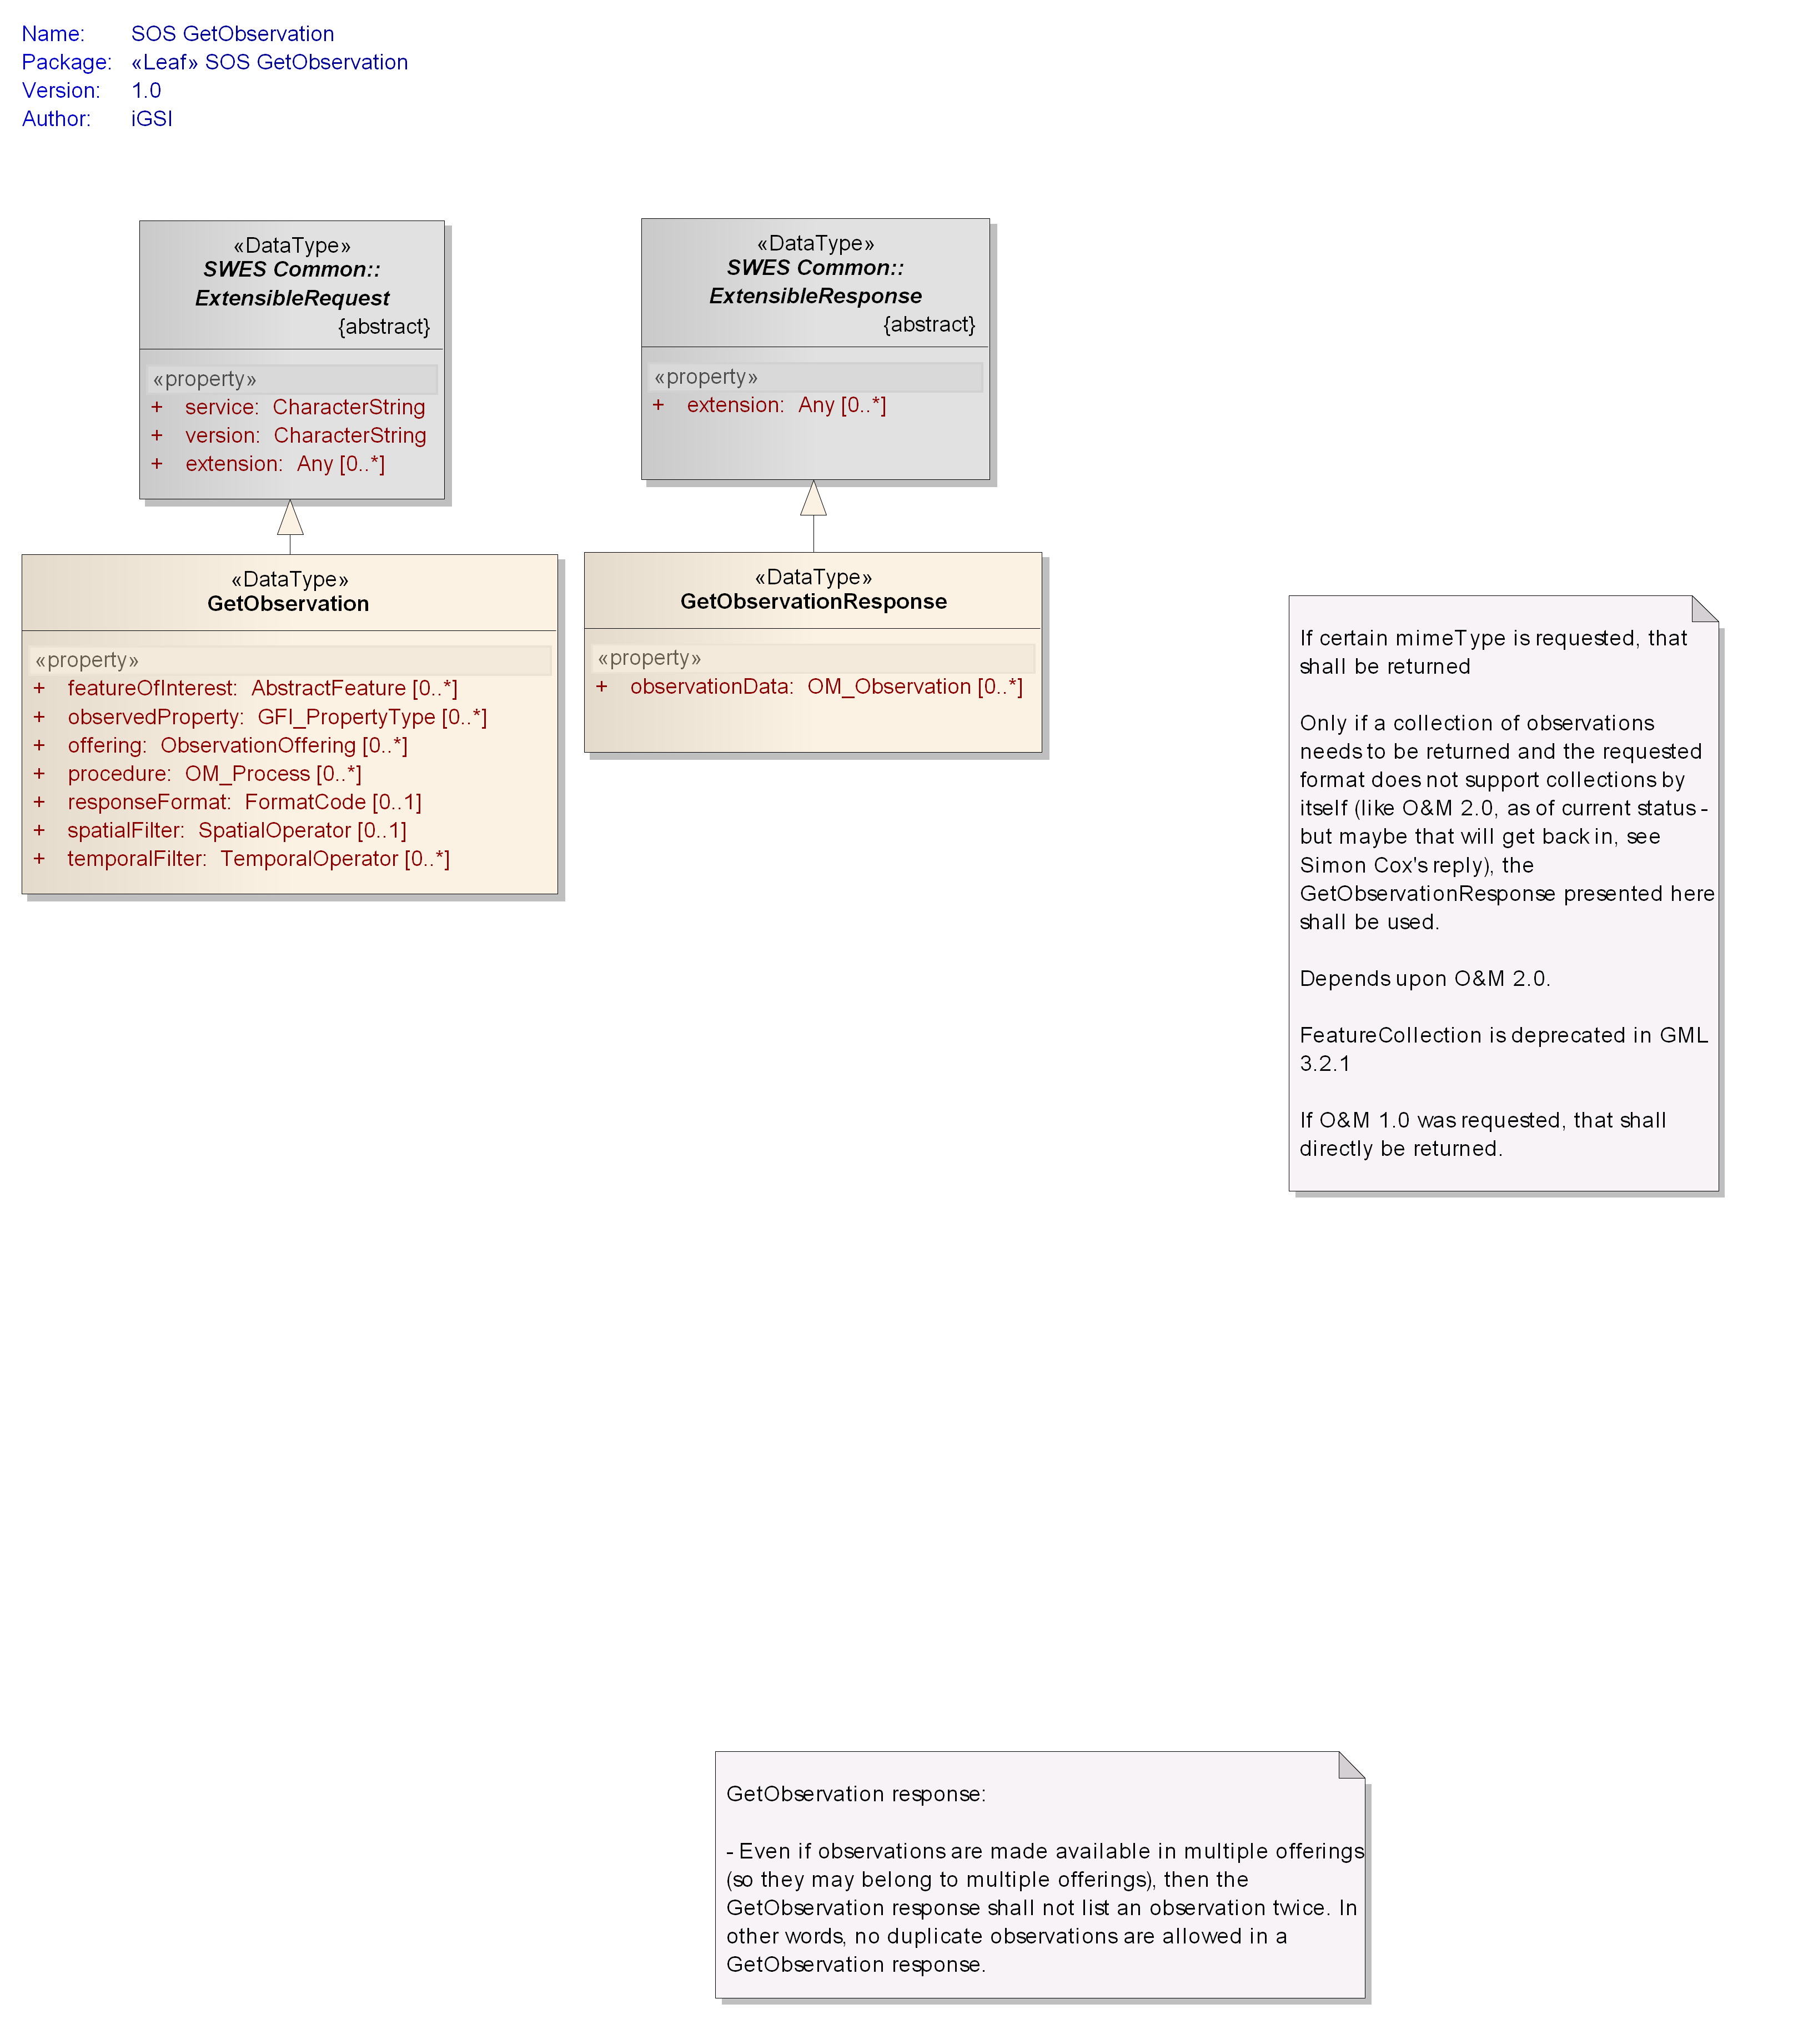 Name: SOS GetObservation
Package: «Leaf» SOS GetObservation
Version: 1.0
Author: iGSI
«DataType»
SWES Common::
ExtensibleRequest
{abstract}
«property»
+ service: CharacterString
+ version: CharacterString
+ extension: Any [0..*]
«DataType»
SWES Common::
ExtensibleResponse
{abstract}
«property»
+ extension: Any [0..*]
«DataType»
GetObservation
«property»
+ featureOfInterest: AbstractFeature [0..*]
+ observedProperty: GFI_PropertyType [0..*]
+ offering: ObservationOffering [0..*]
+ procedure: OM_Process [0..*]
+ responseFormat: FormatCode [0..1]
+ spatialFilter: SpatialOperator [0..1]
+ temporalFilter: TemporalOperator [0..*]
«DataType»
GetObservationResponse
«property»
+ observationData: OM_Observation [0..*]
If certain mimeType is requested, that
shall be returned
Only if a collection of observations
needs to be returned and the requested
format does not support collections by
itself (like O&M 2.0, as of current status -
but maybe that will get back in, see
Simon Cox's reply), the
GetObservationResponse presented here
shall be used.
Depends upon O&M 2.0.
FeatureCollection is deprecated in GML
3.2.1
If O&M 1.0 was requested, that shall
directly be returned.
GetObservation response:
- Even if observations are made available in multiple offerings
(so they may belong to multiple offerings), then the
GetObservation response shall not list an observation twice. In
other words, no duplicate observations are allowed in a
GetObservation response.